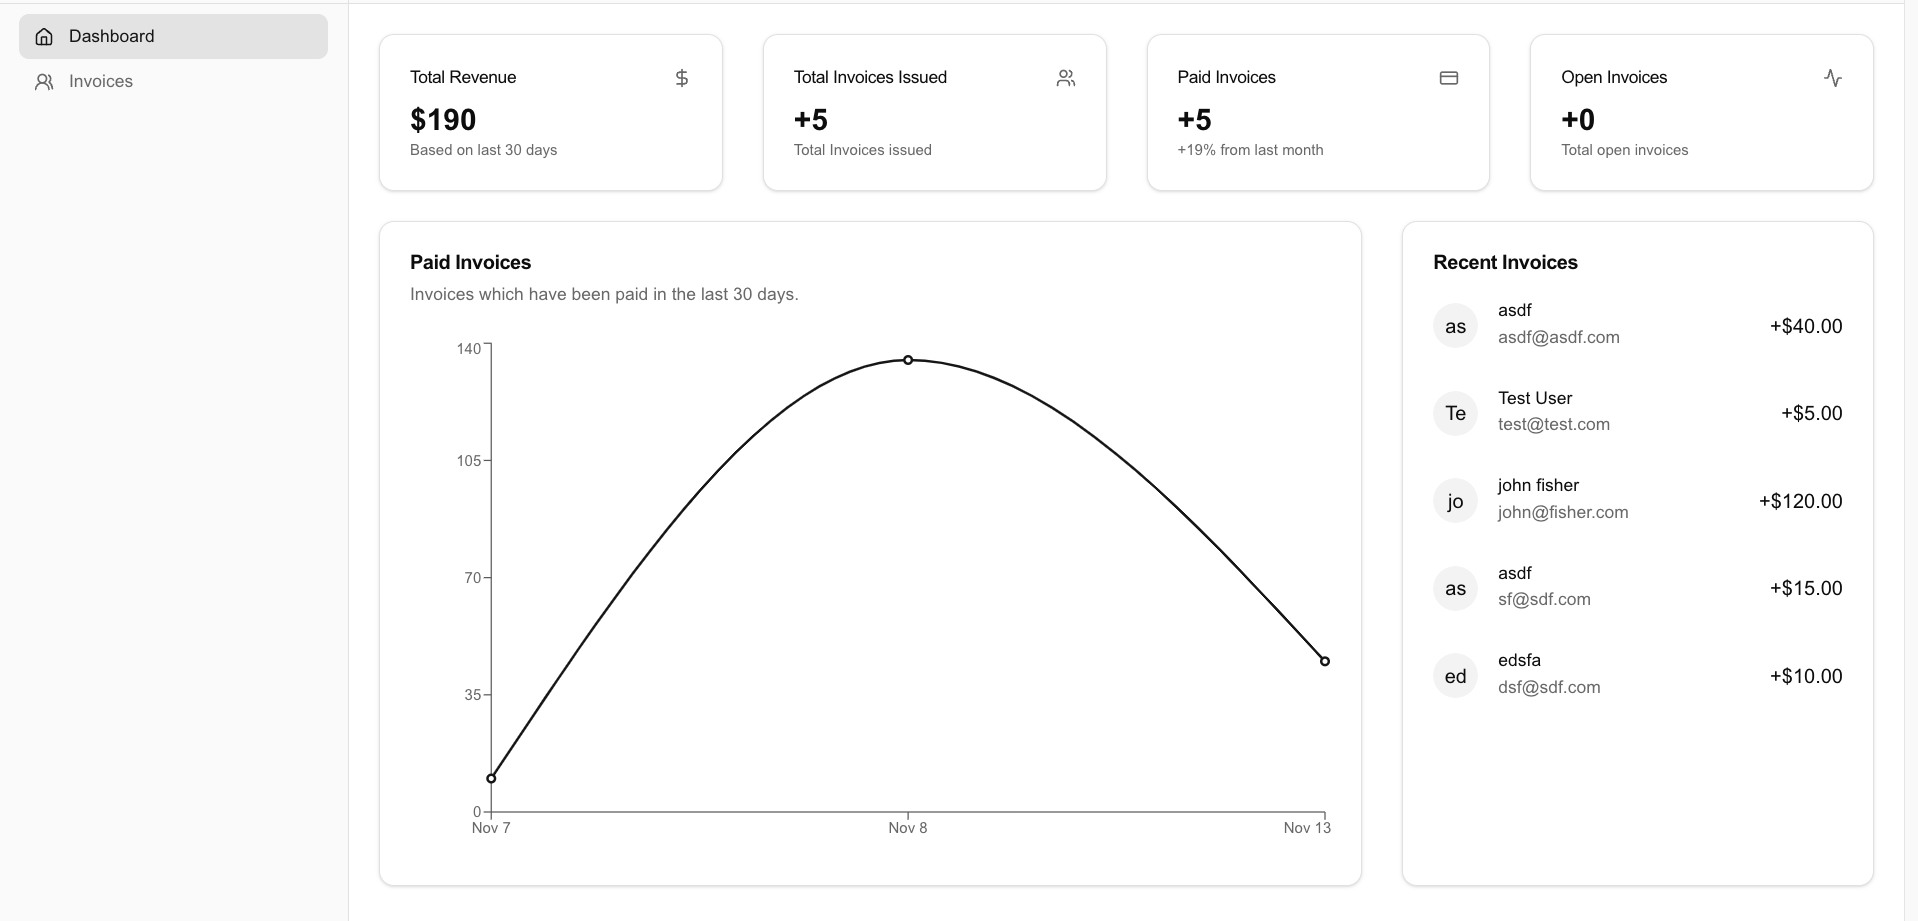 Dashboard
Invoices
Total Revenue
$190
Based on last 30 days
Total Invoices Issued
+5
Total Invoices issued
Paid Invoices
+5
+19% from last month
Open Invoices
+0
Total open invoices
Paid Invoices
Invoices which have been paid in the last 30 days.
140
105
70
35
0
Nov 7
Nov 8
Nov 13
Recent Invoices
as
asdf
asdf@asdf.com
+$40.00
Te
Test User
test@test.com
+$5.00
jo
john fisher
john@fisher.com
+$120.00
as
asdf
sf@sdf.com
+$15.00
ed
edsfa
dsf@sdf.com
+$10.00